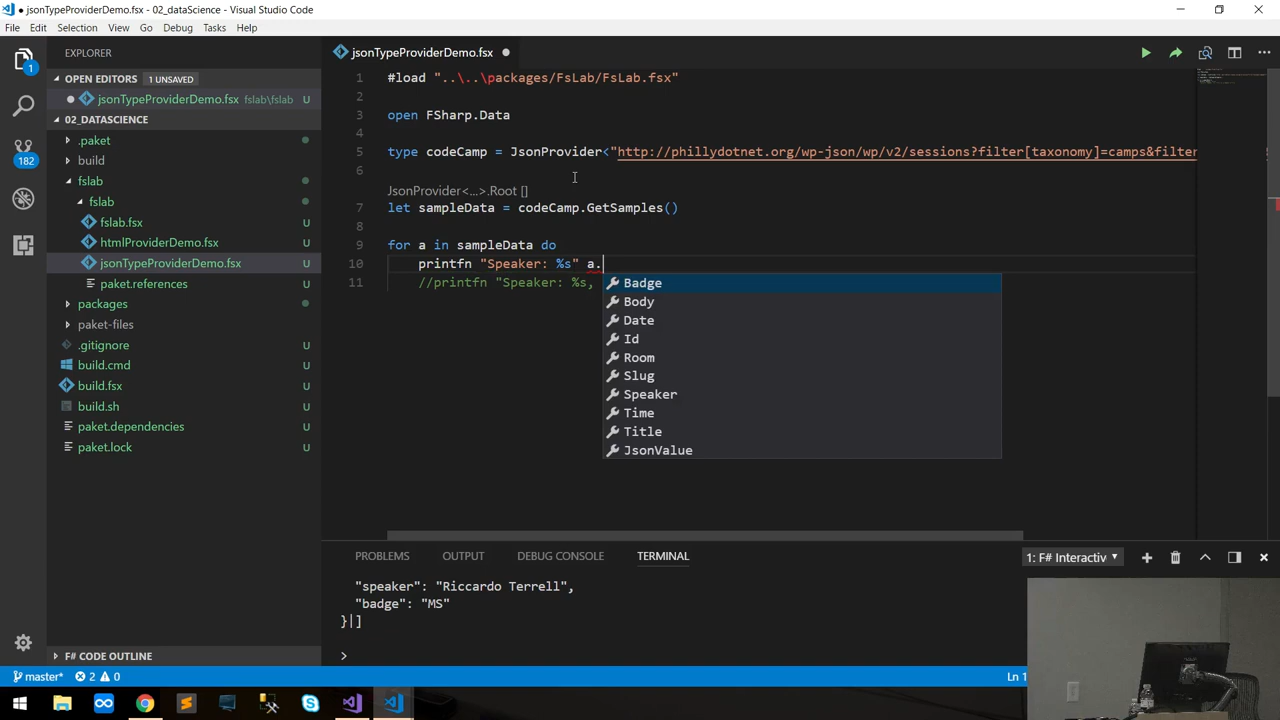 jsonTypeProviderDemo.fsx - 02_dataScience - Visual Studio Code
File Edit Selection View Go Debug Tasks Help
EXPLORER
OPEN EDITORS 1 UNSAVED
jsonTypeProviderDemo.fsx fslab\fslab
02_DATASCIENCE
.paket
build
fslab
fslab
fslab.fsx
htmlProviderDemo.fsx U
jsonTypeProviderDemo.fsx U
paket.references U
packages
paket-files
.gitignore U
build.cmd U
build.fsx U
build.sh U
paket.dependencies U
paket.lock U
F# CODE OUTLINE
1
182
jsonTypeProviderDemo.fsx
1 #load "..\..\packages/FsLab/FsLab.fsx"
2
3 open FSharp.Data
4
5 type codeCamp = JsonProvider<"http://phillydotnet.org/wp-json/wp/v2/sessions?filter[taxonomy]=camps&filter
6
JsonProvider<...>.Root []
7 let sampleData = codeCamp.GetSamples()
8
9 for a in sampleData do
10 printfn "Speaker: %s" a.
11 //printfn "Speaker: %s,
Badge
Body
Date
Id
Room
Slug
Speaker
Time
Title
JsonValue
PROBLEMS OUTPUT DEBUG CONSOLE TERMINAL 1: F# Interactiv
"speaker": "Riccardo Terrell",
"badge": "MS"
}|]
>
master* 2 0 Ln 1